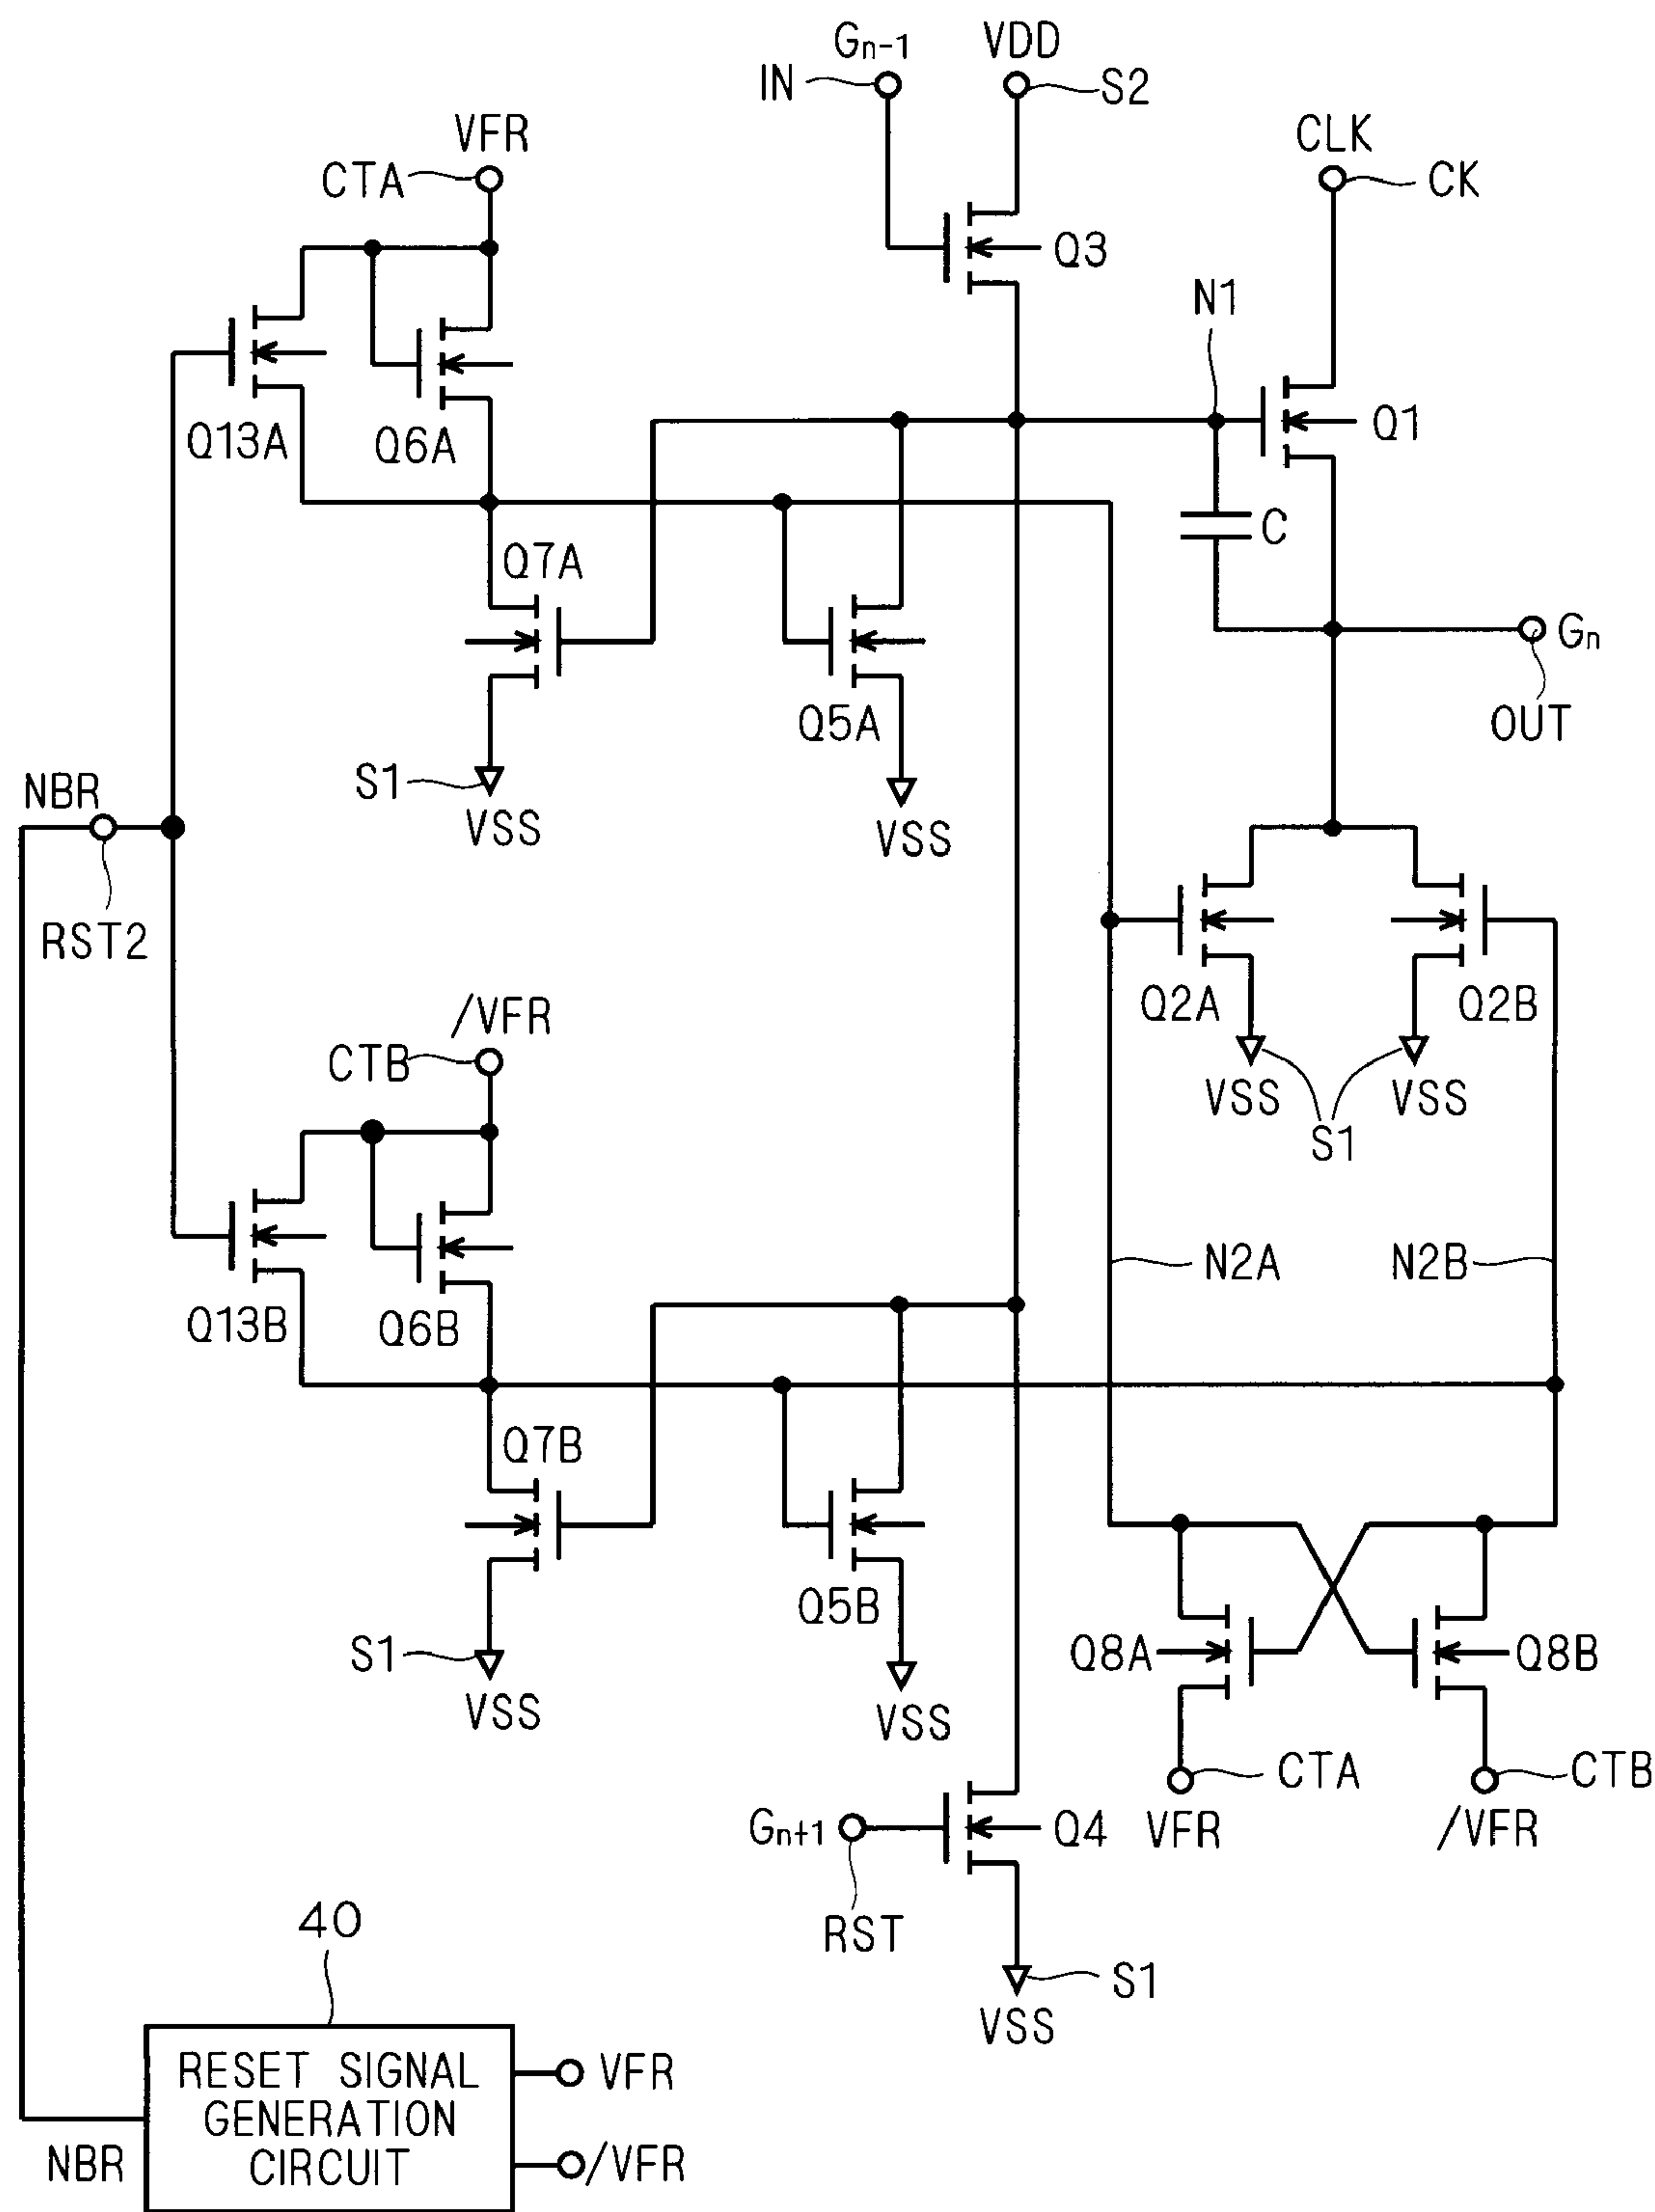 Gn-1
VDD
IN
S2
VFR
CLK
CTA
CK
Q3
N1
Q1
Q13A
Q6A
C
Q7A
Gn
Q5A
OUT
S1
NBR
VSS
VSS
RST2
Q2A
Q2B
/VFR
CTB
VSS
VSS
S1
N2A
N2B
Q13B
Q6B
Q7B
Q5B
Q8A
Q8B
S1
VSS
VSS
CTA
CTB
Gn+1
Q4
VFR
/VFR
RST
40
S1
VSS
RESET SIGNAL
GENERATION
CIRCUIT
VFR
NBR
/VFR